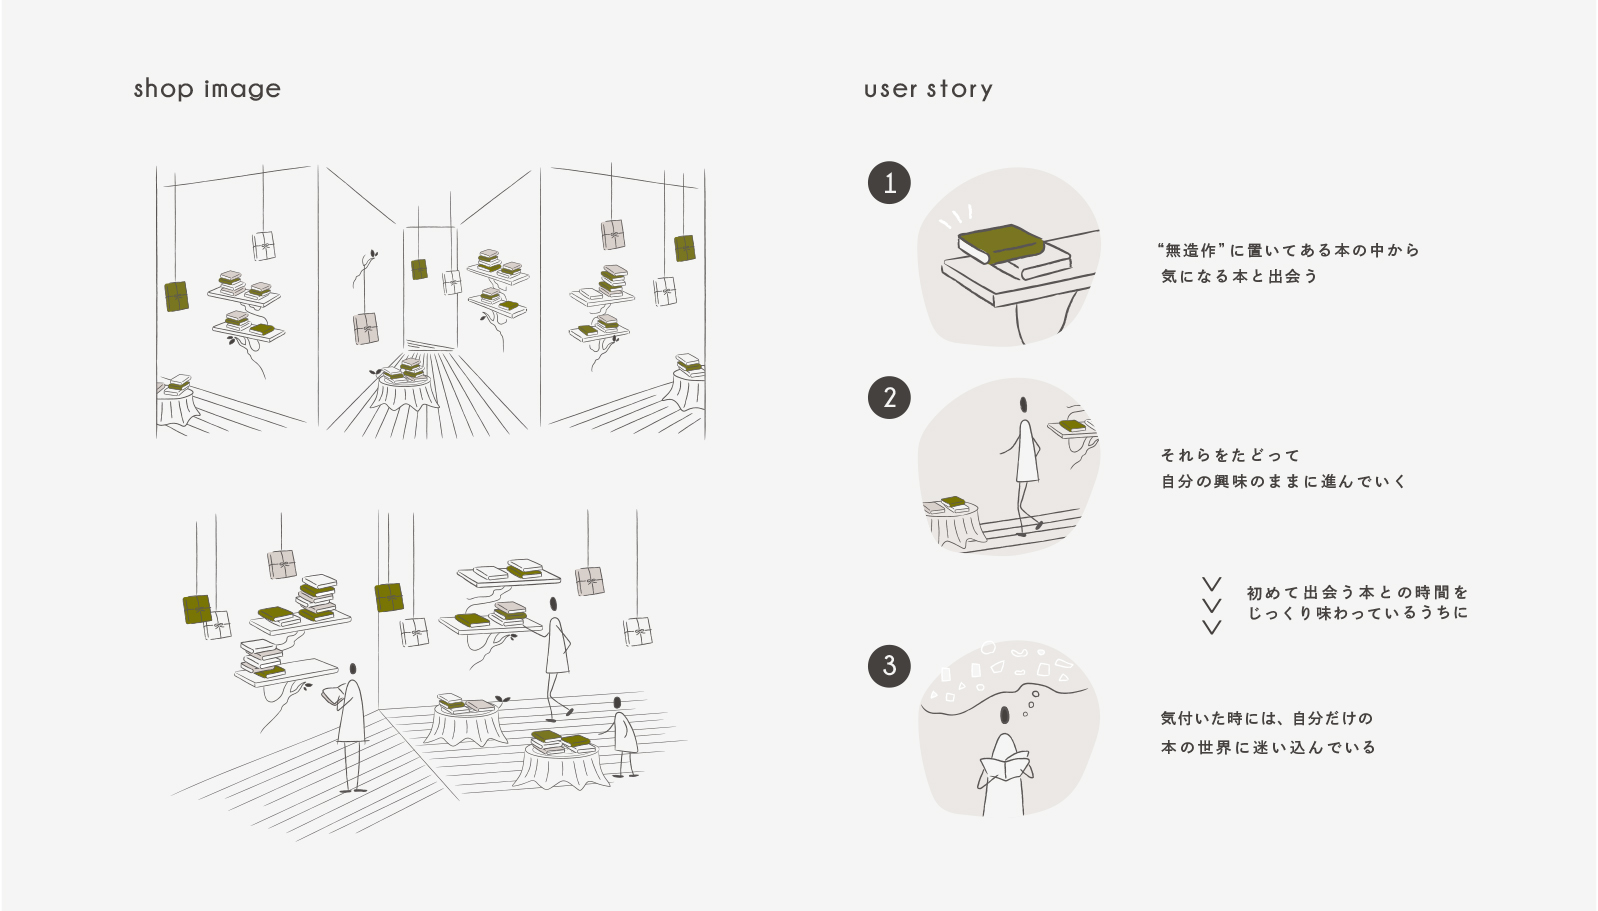 shop image
user story
1
“無造作”に置いてある本の中から
気になる本と出会う
2
それらをたどって
自分の興味のままに進んでいく
初めて出会う本との時間を
じっくり味わっているうちに
3
気付いた時には、自分だけの
本の世界に迷い込んでいる